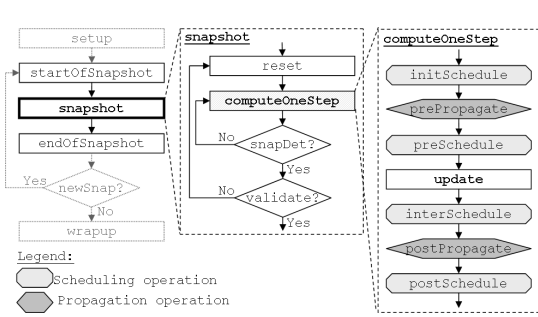 setup
startOfSnapshot
snapshot
endOfSnapshot
Yes
newSnap?
No
wrapup
Legend:
Scheduling operation
Propagation operation
snapshot
reset
computeOneStep
No
snapDet?
Yes
No
validate?
Yes
computeOneStep
initSchedule
prePropagate
preSchedule
update
interSchedule
postPropagate
postSchedule